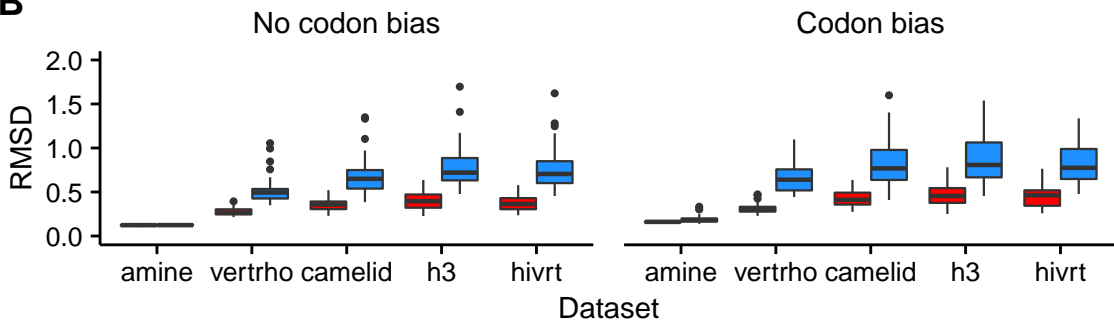 B
No codon bias
Codon bias
RMSD
2.0
1.5
1.0
0.5
0.0
amine vertrho camelid h3 hivrt
amine vertrho camelid h3 hivrt
Dataset